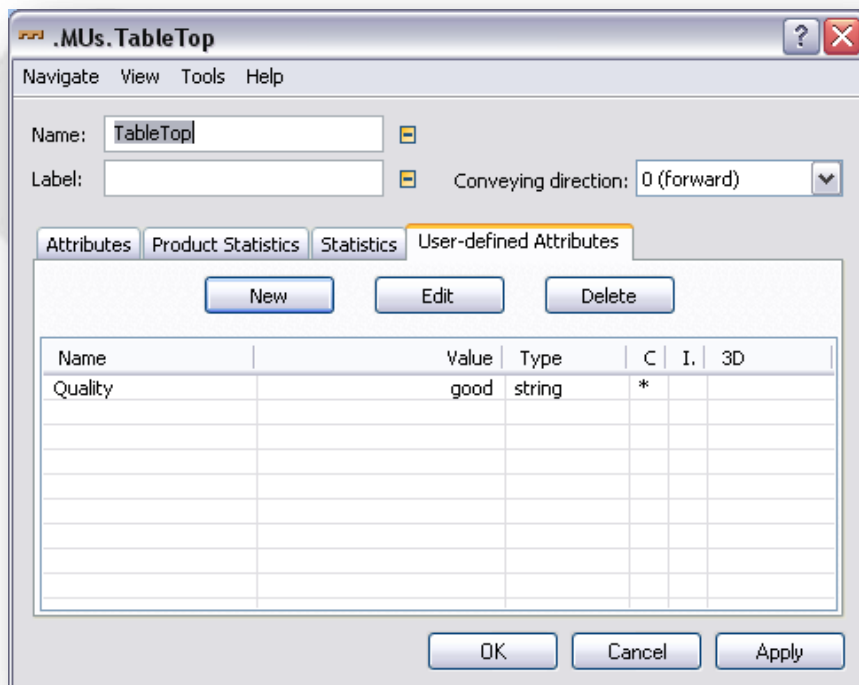 .MUs.TableTop
?
Navigate View Tools Help
Name: TableTop
Label: Conveying direction: 0 (forward)
Attributes Product Statistics Statistics User-defined Attributes
New Edit Delete
Name Value Type C I. 3D
Quality good string *
OK Cancel Apply